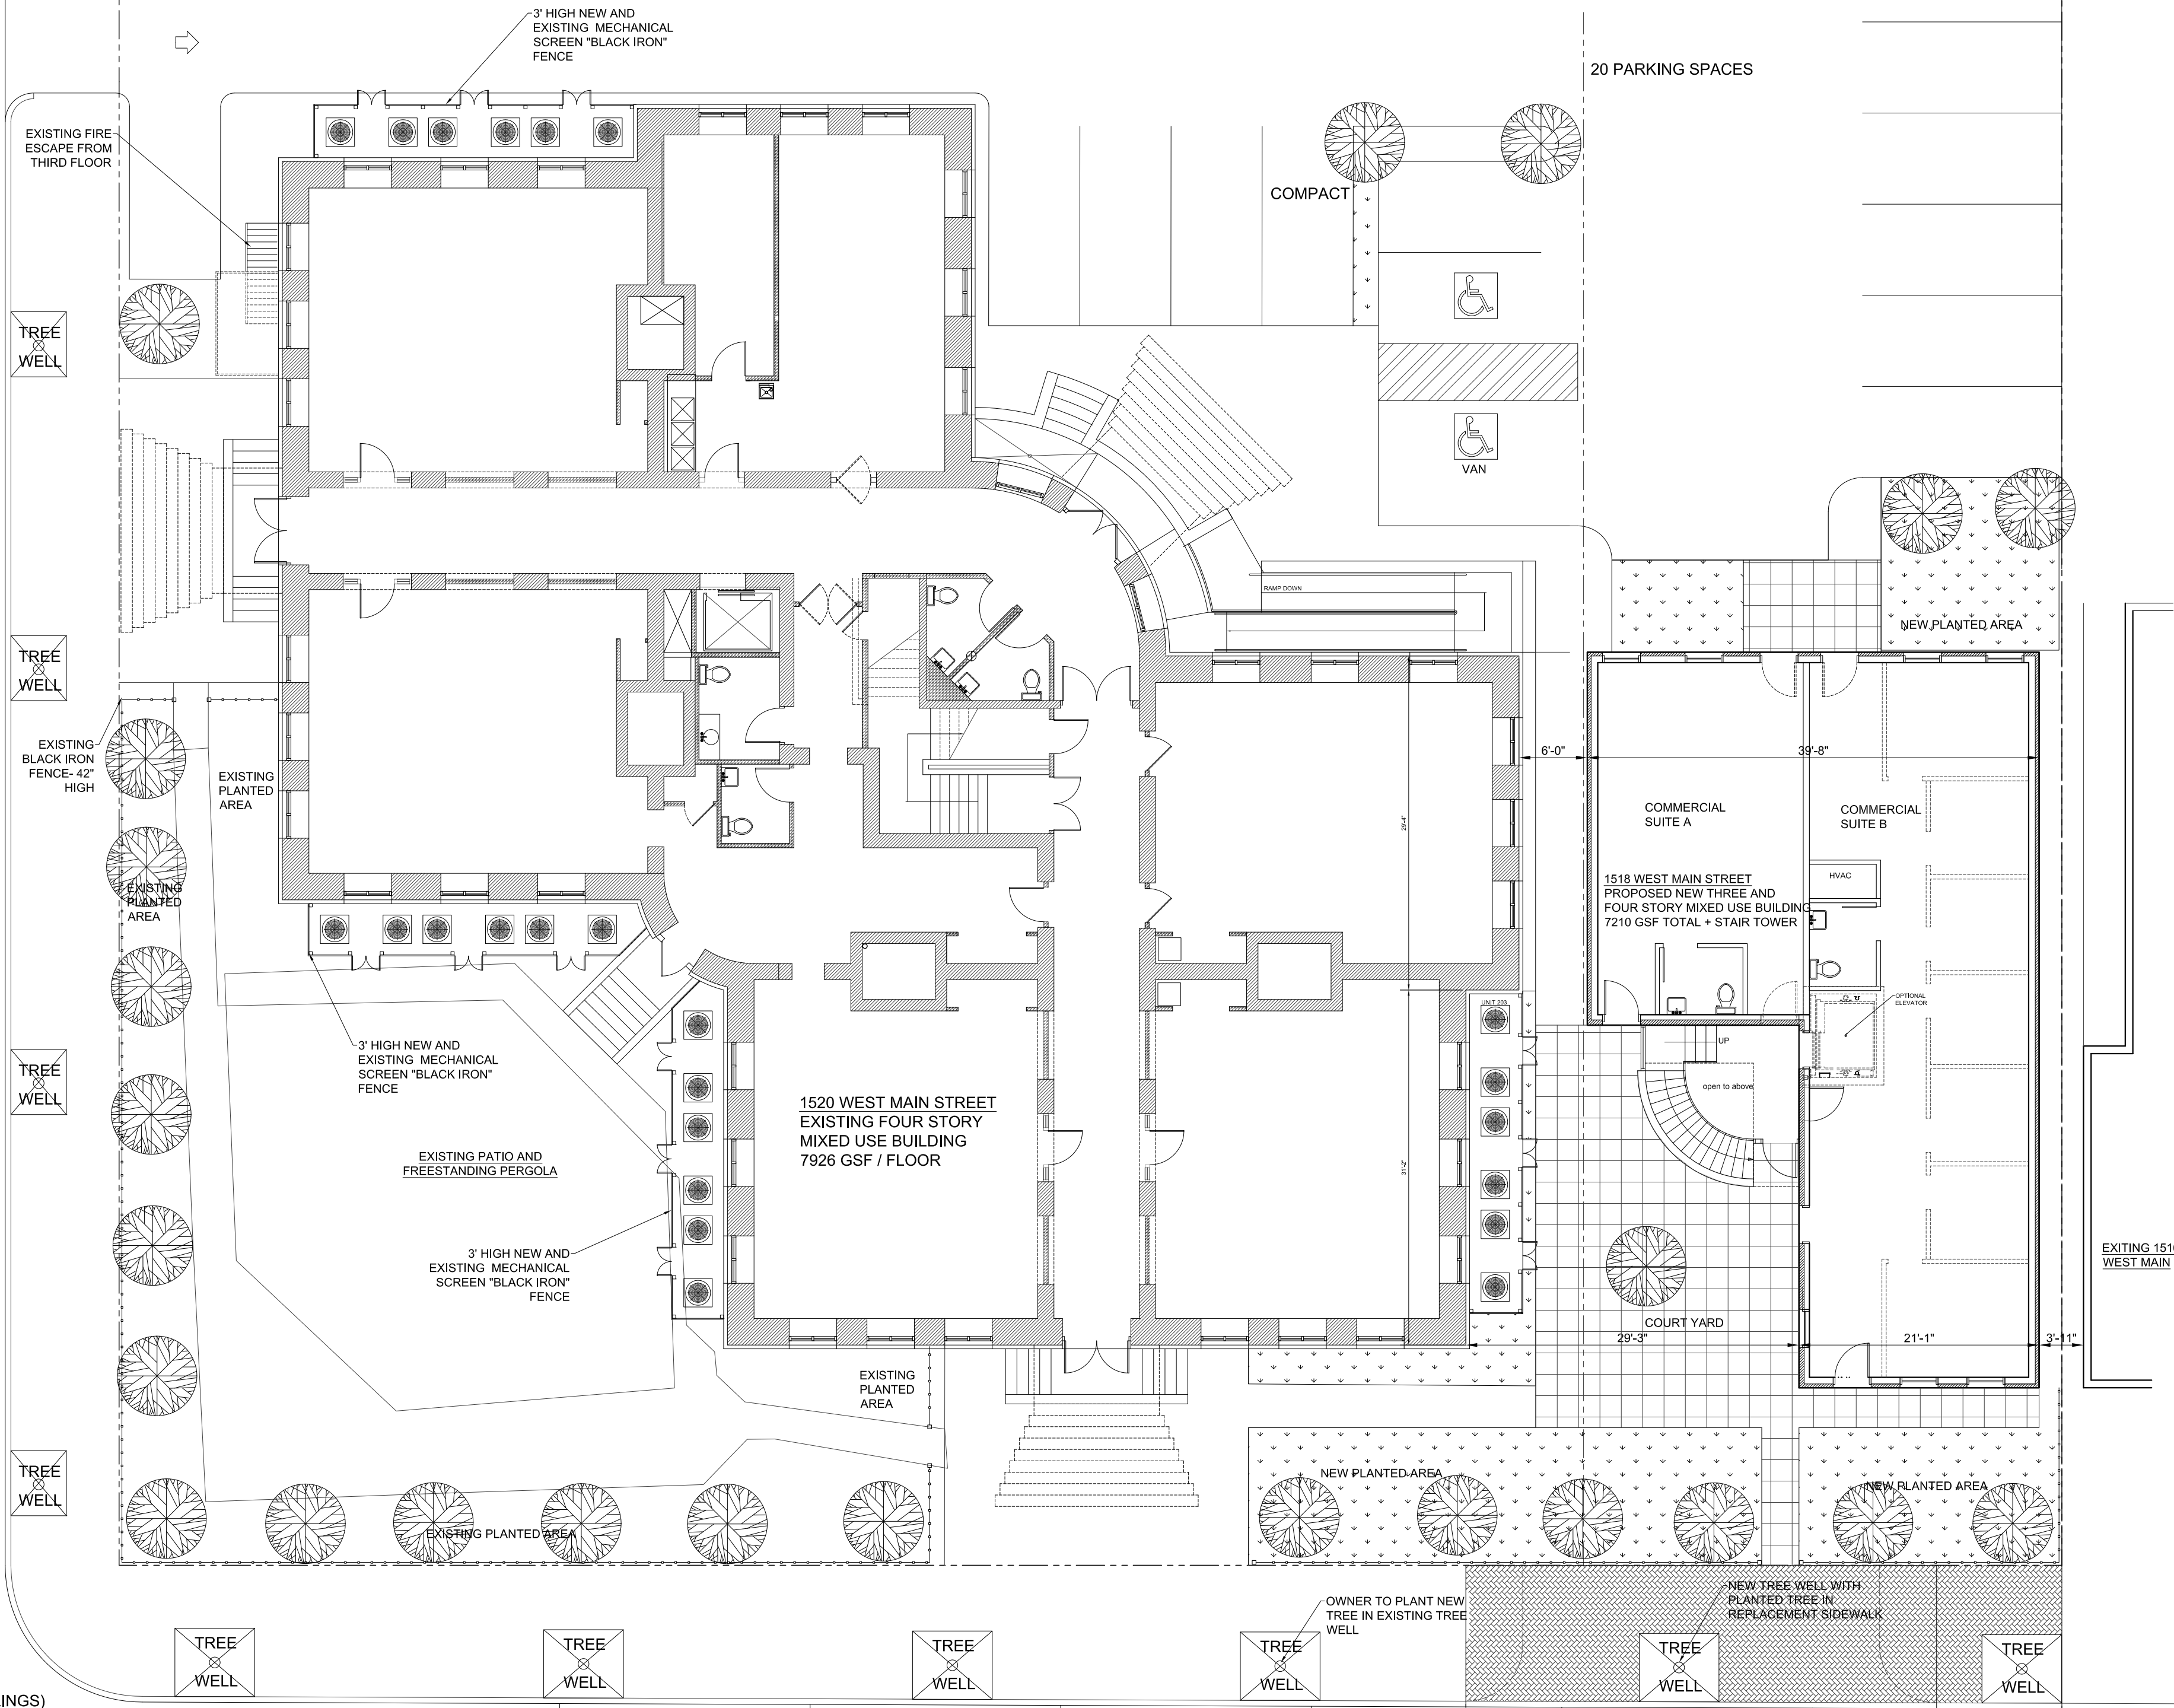 3' HIGH NEW AND
EXISTING MECHANICAL
SCREEN "BLACK IRON"
FENCE
20 PARKING SPACES
EXISTING FIRE
ESCAPE FROM
THIRD FLOOR
COMPACT
TREE
WELL
VAN
RAMP DOWN
NEW PLANTED AREA
TREE
WELL
EXISTING
BLACK IRON
FENCE- 42"
HIGH
EXISTING
PLANTED
AREA
6'-0"
39'-8"
COMMERCIAL
SUITE A
COMMERCIAL
SUITE B
29'-4"
EXISTING
PLANTED
AREA
HVAC
1518 WEST MAIN STREET
PROPOSED NEW THREE AND
FOUR STORY MIXED USE BUILDING
7210 GSF TOTAL + STAIR TOWER
UNIT 203
OPTIONAL
ELEVATOR
UP
open to above
3' HIGH NEW AND
EXISTING MECHANICAL
SCREEN "BLACK IRON"
FENCE
TREE
WELL
1520 WEST MAIN STREET
EXISTING FOUR STORY
MIXED USE BUILDING
7926 GSF / FLOOR
EXISTING PATIO AND
FREESTANDING PERGOLA
31'-2"
3' HIGH NEW AND
EXISTING MECHANICAL
SCREEN "BLACK IRON"
FENCE
EXITING 151
WEST MAIN
COURT YARD
29'-3"
21'-1"
3'-11"
EXISTING
PLANTED
AREA
TREE
WELL
NEW PLANTED AREA
NEW PLANTED AREA
EXISTING PLANTED AREA
OWNER TO PLANT NEW
TREE IN EXISTING TREE
WELL
NEW TREE WELL WITH
PLANTED TREE IN
REPLACEMENT SIDEWALK
TREE
WELL
TREE
WELL
TREE
WELL
TREE
WELL
TREE
WELL
TREE
WELL
INGS)